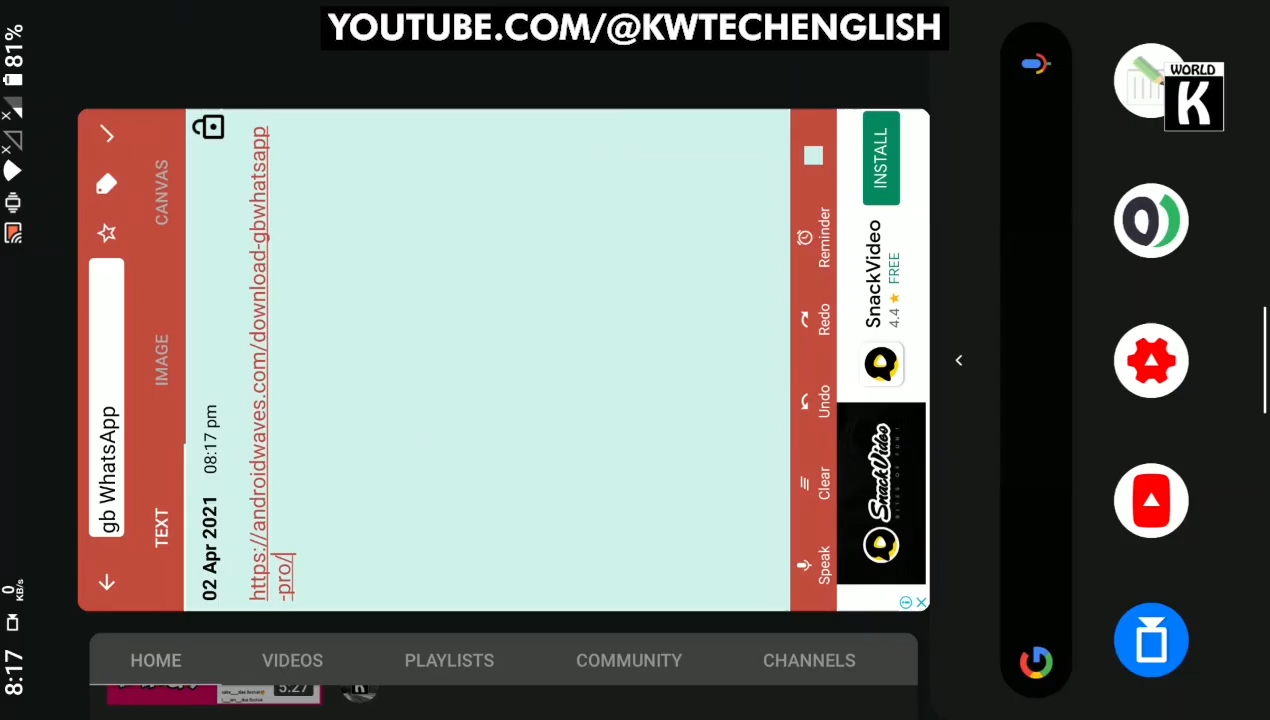 YOUTUBE.COM/@KWTECHENGLISH
8:17
0
KB/s
81%
gb WhatsApp
TEXT
IMAGE
CANVAS
02 Apr 2021 08:17 pm
https://androidwaves.com/download-gbwhatsapp
-pro/
Speak
Clear
Undo
Redo
Reminder
SnackVideo
SnackVideo
4.4 ★ FREE
INSTALL
HOME
VIDEOS
PLAYLISTS
COMMUNITY
CHANNELS
5:27
WORLD
K